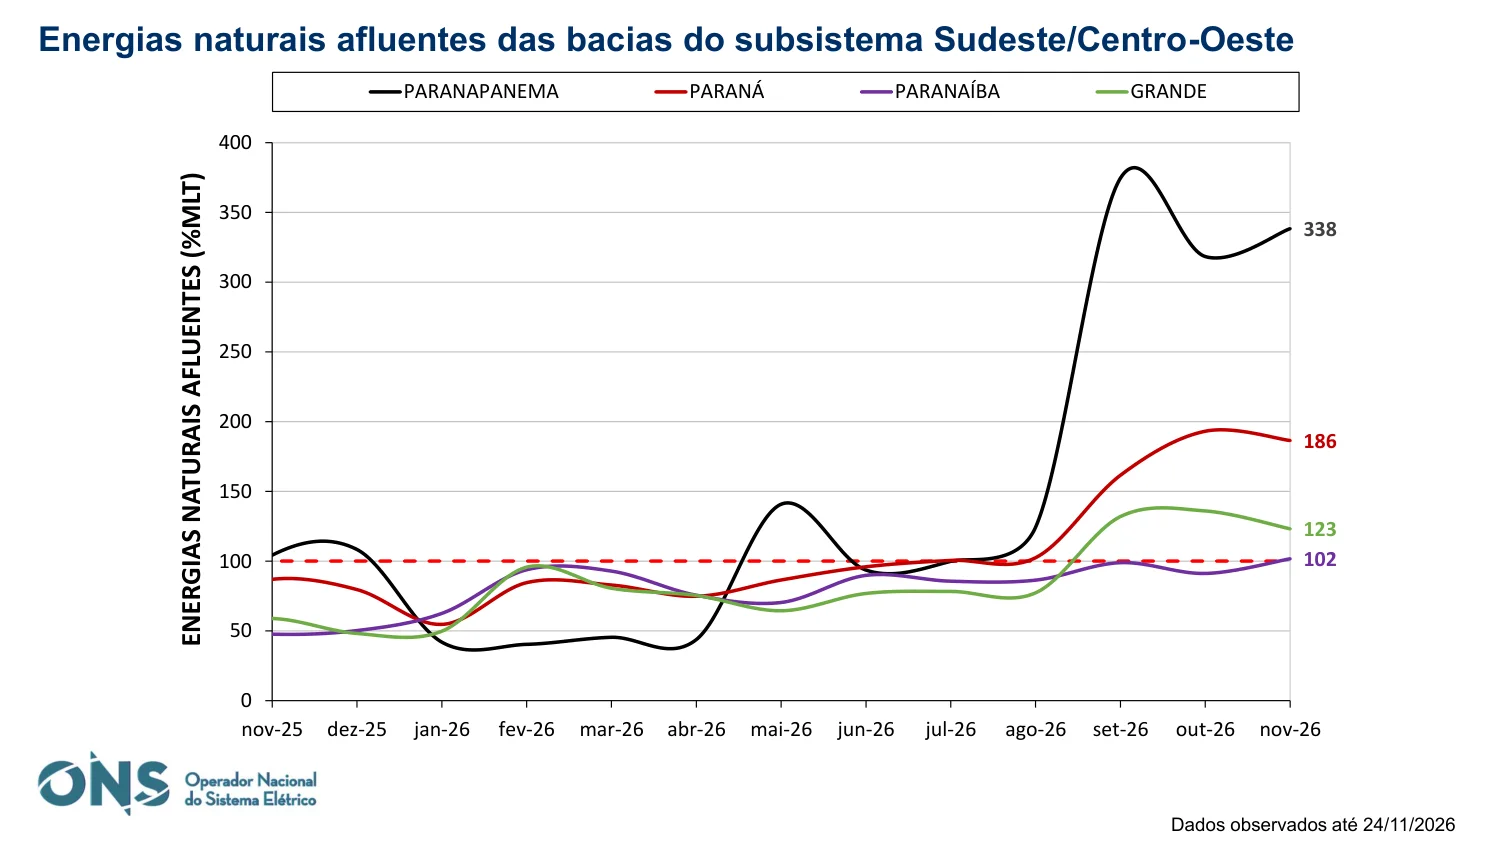 Energias naturais afluentes das bacias do subsistema Sudeste/Centro-Oeste
PARANAPANEMA PARANÁ PARANAÍBA GRANDE
ENERGIAS NATURAIS AFLUENTES (%MLT)
400
350
300
250
200
150
100
50
0
338
186
123
102
nov-25 dez-25 jan-26 fev-26 mar-26 abr-26 mai-26 jun-26 jul-26 ago-26 set-26 out-26 nov-26
ONS
Operador Nacional
do Sistema Elétrico
Dados observados até 24/11/2026